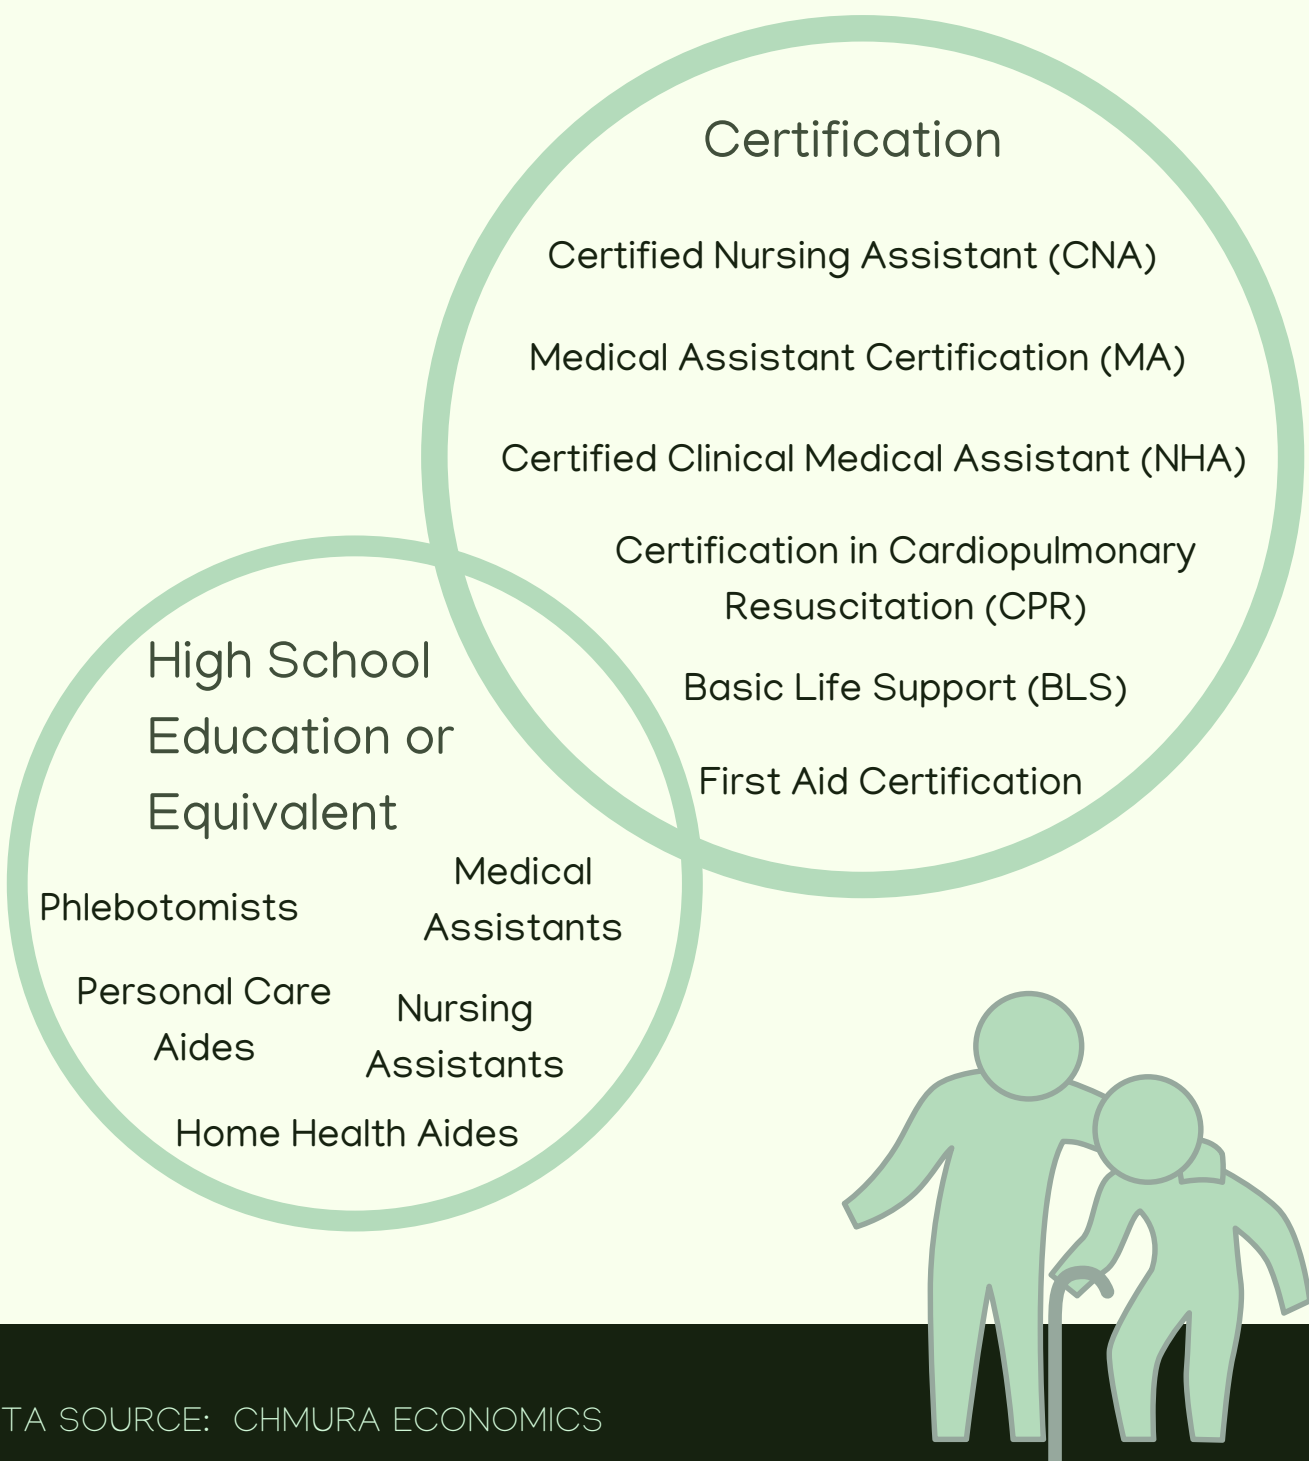 Certification
Certified Nursing Assistant (CNA)
Medical Assistant Certification (MA)
Certified Clinical Medical Assistant (NHA)
Certification in Cardiopulmonary
Resuscitation (CPR)
Basic Life Support (BLS)
First Aid Certification
High School
Education or
Equivalent
Phlebotomists
Medical
Assistants
Personal Care
Aides
Nursing
Assistants
Home Health Aides
TA SOURCE: CHMURA ECONOMICS